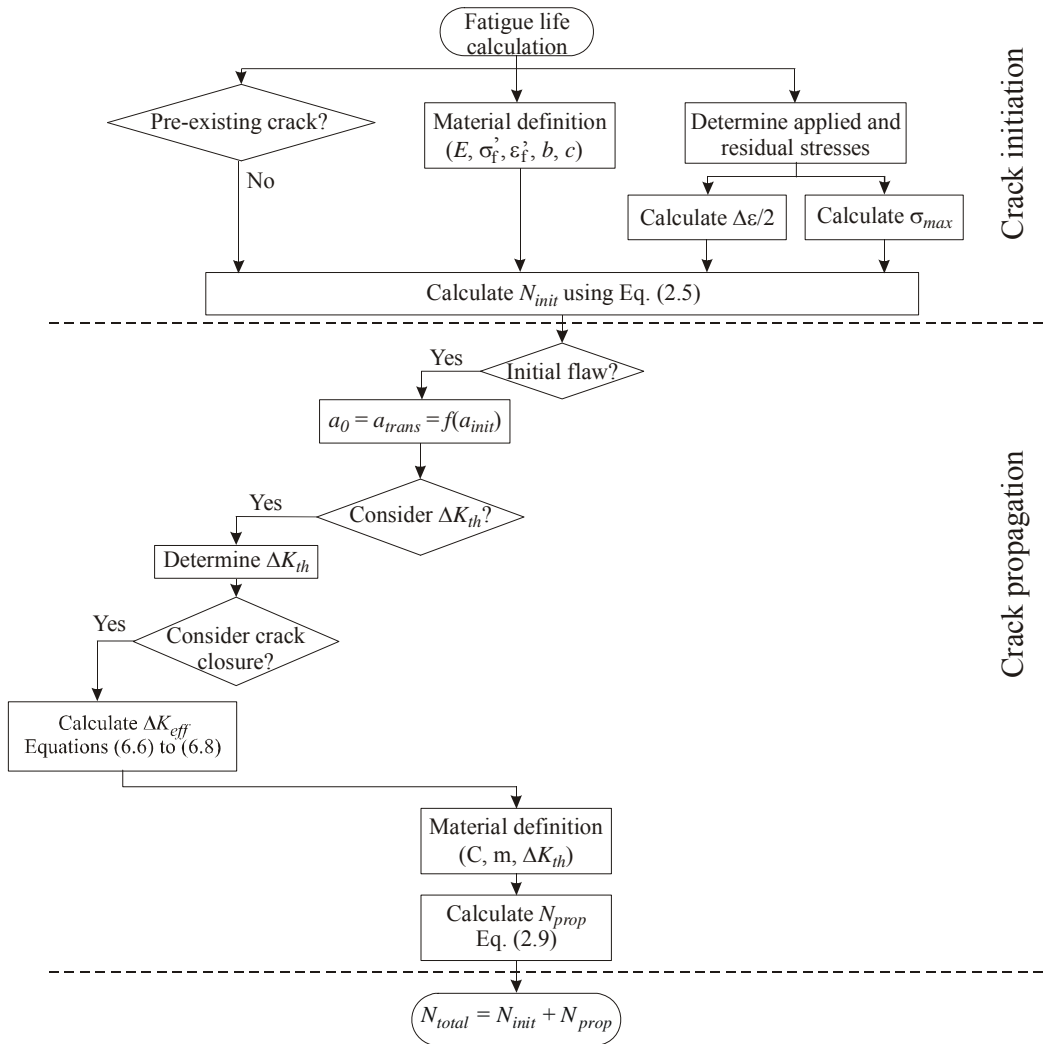 Fatigue life
calculation
Crack initiation
Pre-existing crack?
Material definition
(E, σf’, εf’, b, c)
Determine applied and
residual stresses
No
Calculate Δε/2
Calculate σmax
Calculate Ninit using Eq. (2.5)
Yes
Initial flaw?
a0 = atrans = f(ainit)
Crack propagation
Yes
Consider ΔKth?
Determine ΔKth
Yes
Consider crack
closure?
Calculate ΔKeff
Equations (6.6) to (6.8)
Material definition
(C, m, ΔKth)
Calculate Nprop
Eq. (2.9)
Ntotal = Ninit + Nprop